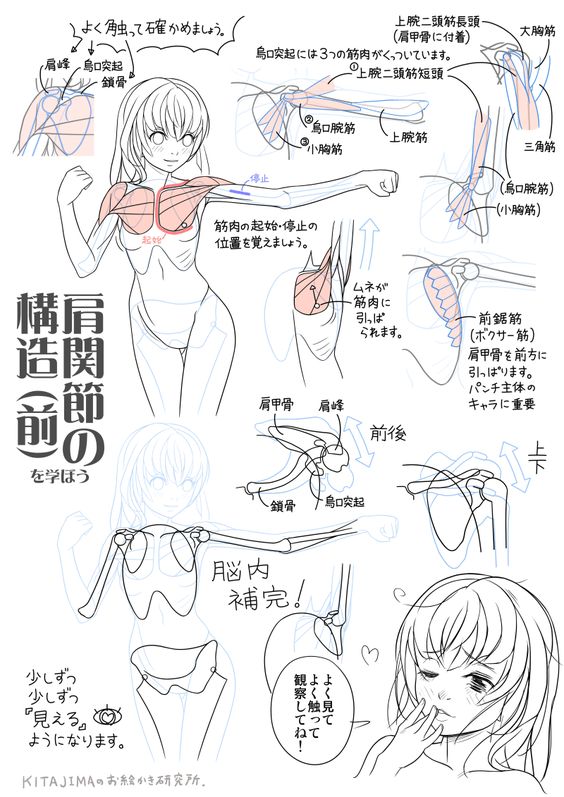 よく触って確かめましょう。
肩峰
烏口突起
鎖骨
烏口突起には３つの筋肉がくっついています。
①上腕二頭筋短頭
②烏口腕筋
③小胸筋
上腕筋
上腕二頭筋長頭
(肩甲骨に付着)
大胸筋
三角筋
(烏口腕筋)
(小胸筋)
停止
起始
筋肉の起始・停止の
位置を覚えましょう。
ムネが
筋肉に
引っぱ
られます。
前鋸筋
(ボクサー筋)
肩甲骨を前方に
引っぱります。
パンチ主体の
キャラに重要
肩関節の
構造(前)
を学ぼう
肩甲骨
肩峰
前後
鎖骨
烏口突起
上
下
脳内
補完！
よく見て
よく触って
観察してね！
少しずつ
少しずつ
『見える』
ようになります。
KITAJIMAのお絵かき研究所.